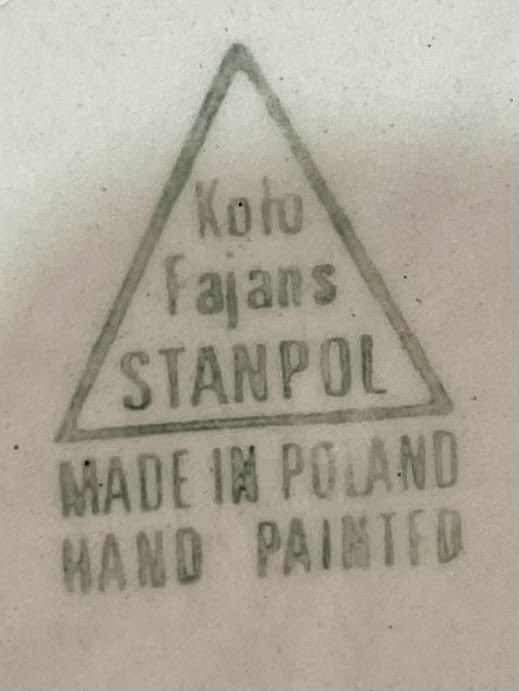 Koło
Fajans
STANPOL
MADE IN POLAND
HAND PAINTED